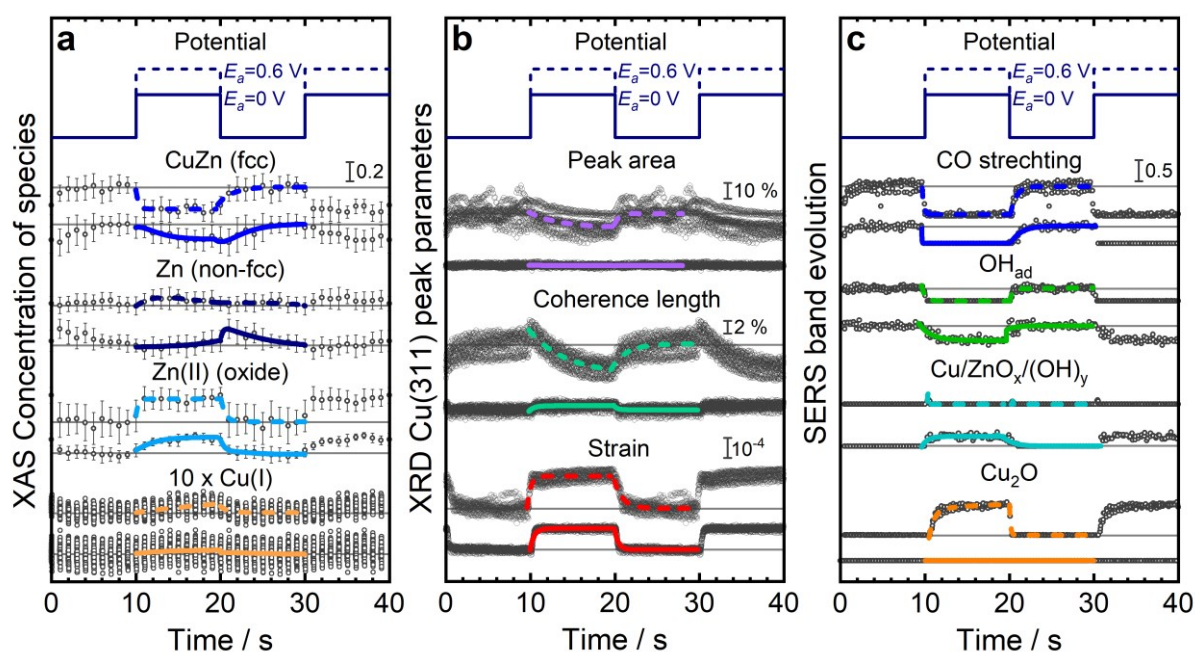 a
Potential
Eₐ=0.6 V
Eₐ=0 V
CuZn (fcc)
0.2
Zn (non-fcc)
Zn(II) (oxide)
10 x Cu(I)
XAS Concentration of species
0 10 20 30 40
Time / s
b
Potential
Eₐ=0.6 V
Eₐ=0 V
Peak area
10 %
Coherence length
2 %
Strain
10⁻⁴
XRD Cu(311) peak parameters
0 10 20 30 40
Time / s
c
Potential
Eₐ=0.6 V
Eₐ=0 V
CO strechting
0.5
OH_ad
Cu/ZnOₓ/(OH)_y
Cu₂O
SERS band evolution
0 10 20 30 40
Time / s